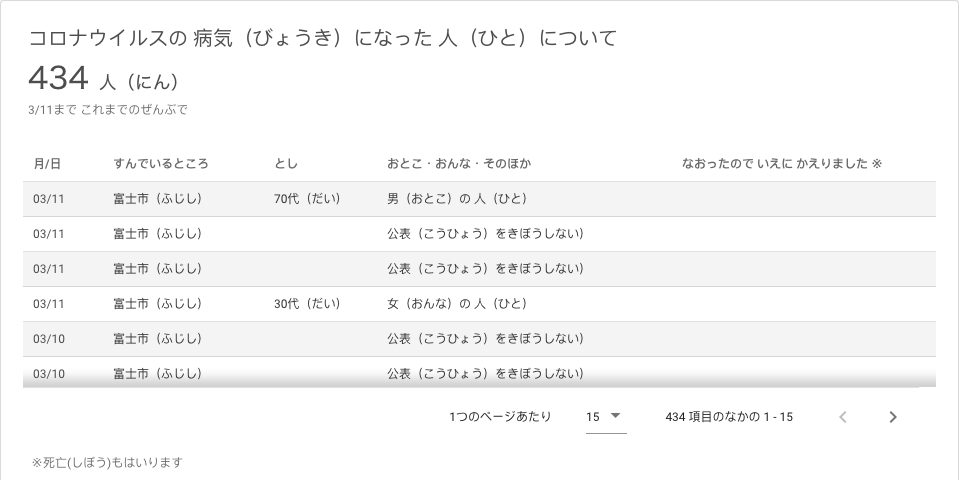 コロナウイルスの 病気（びょうき）になった 人（ひと）について
434 人（にん）
3/11まで これまでのぜんぶで
月/日 すんでいるところ とし おとこ・おんな・そのほか なおったので いえに かえりました ※
03/11 富士市（ふじし） 70代（だい） 男（おとこ）の 人（ひと）
03/11 富士市（ふじし） 公表（こうひょう）をきぼうしない）
03/11 富士市（ふじし） 公表（こうひょう）をきぼうしない）
03/11 富士市（ふじし） 30代（だい） 女（おんな）の 人（ひと）
03/10 富士市（ふじし） 公表（こうひょう）をきぼうしない）
03/10 富士市（ふじし） 公表（こうひょう）をきぼうしない）
1つのページあたり 15 434 項目のなかの 1 - 15
※死亡(しぼう)もはいります